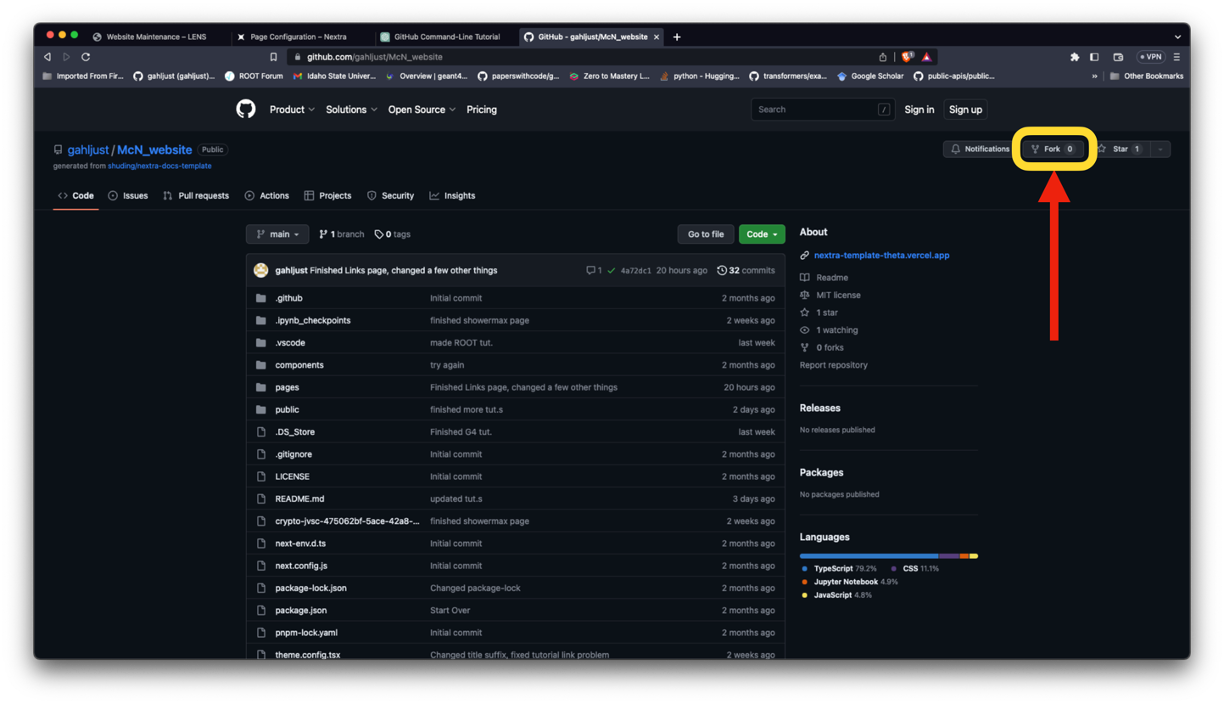 Website Maintenance – LENS
Page Configuration – Nextra
GitHub Command-Line Tutorial
GitHub - gahljust/McN_website
github.com/gahljust/McN_website
VPN
Imported From Fir...
gahljust (gahljust)...
ROOT Forum
Idaho State Univer...
Overview | geant4...
paperswithcode/g...
Zero to Mastery L...
python - Hugging...
transformers/exa...
Google Scholar
public-apis/public...
»
Other Bookmarks
Product
Solutions
Open Source
Pricing
Search /
Sign in
Sign up
gahljust / McN_website Public
generated from shuding/nextra-docs-template
Notifications
Fork 0
Star 1
Code
Issues
Pull requests
Actions
Projects
Security
Insights
main
1 branch
0 tags
Go to file
Code
gahljust Finished Links page, changed a few other things 1 4a72dc1 20 hours ago 32 commits
.github Initial commit 2 months ago
.ipynb_checkpoints finished showermax page 2 weeks ago
.vscode made ROOT tut. last week
components try again 2 months ago
pages Finished Links page, changed a few other things 20 hours ago
public finished more tut.s 2 days ago
.DS_Store Finished G4 tut. last week
.gitignore Initial commit 2 months ago
LICENSE Initial commit 2 months ago
README.md updated tut.s 3 days ago
crypto-jvsc-475062bf-5ace-42a8-... finished showermax page 2 weeks ago
next-env.d.ts Initial commit 2 months ago
next.config.js Initial commit 2 months ago
package-lock.json Changed package-lock 2 months ago
package.json Start Over 2 months ago
pnpm-lock.yaml Initial commit 2 months ago
theme.config.tsx Changed title suffix, fixed tutorial link problem 2 weeks ago
About
nextra-template-theta.vercel.app
Readme
MIT license
1 star
1 watching
0 forks
Report repository
Releases
No releases published
Packages
No packages published
Languages
TypeScript 79.2% CSS 11.1%
Jupyter Notebook 4.9%
JavaScript 4.8%